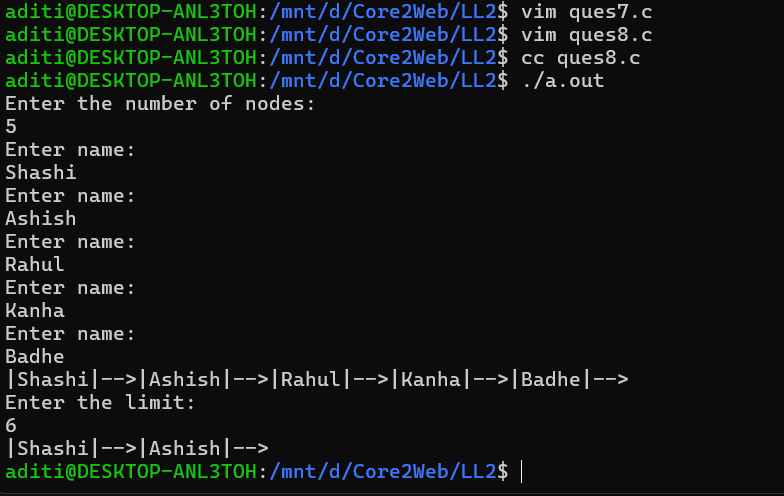 aditi@DESKTOP-ANL3TOH:/mnt/d/Core2Web/LL2$ vim ques7.c
aditi@DESKTOP-ANL3TOH:/mnt/d/Core2Web/LL2$ vim ques8.c
aditi@DESKTOP-ANL3TOH:/mnt/d/Core2Web/LL2$ cc ques8.c
aditi@DESKTOP-ANL3TOH:/mnt/d/Core2Web/LL2$ ./a.out
Enter the number of nodes:
5
Enter name:
Shashi
Enter name:
Ashish
Enter name:
Rahul
Enter name:
Kanha
Enter name:
Badhe
|Shashi|-->|Ashish|-->|Rahul|-->|Kanha|-->|Badhe|-->
Enter the limit:
6
|Shashi|-->|Ashish|-->
aditi@DESKTOP-ANL3TOH:/mnt/d/Core2Web/LL2$